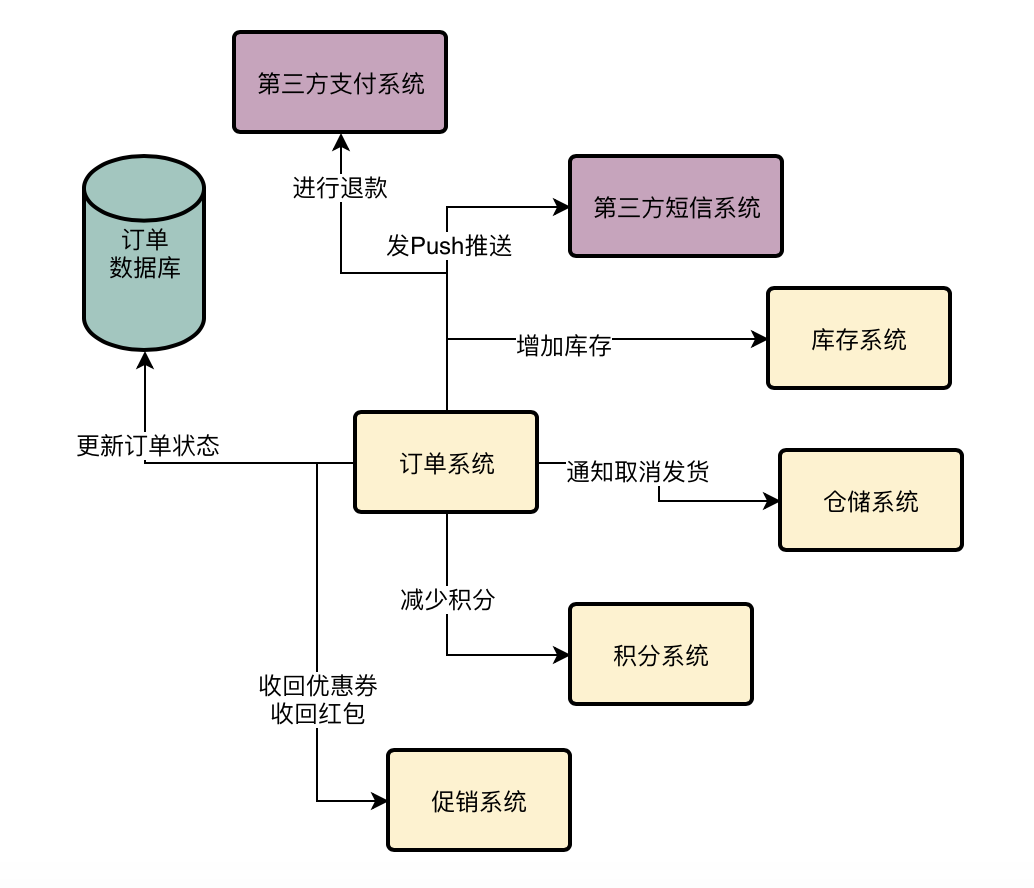 第三方支付系统
进行退款
第三方短信系统
发Push推送
订单
数据库
增加库存
库存系统
更新订单状态
订单系统
通知取消发货
仓储系统
减少积分
积分系统
收回优惠券
收回红包
促销系统